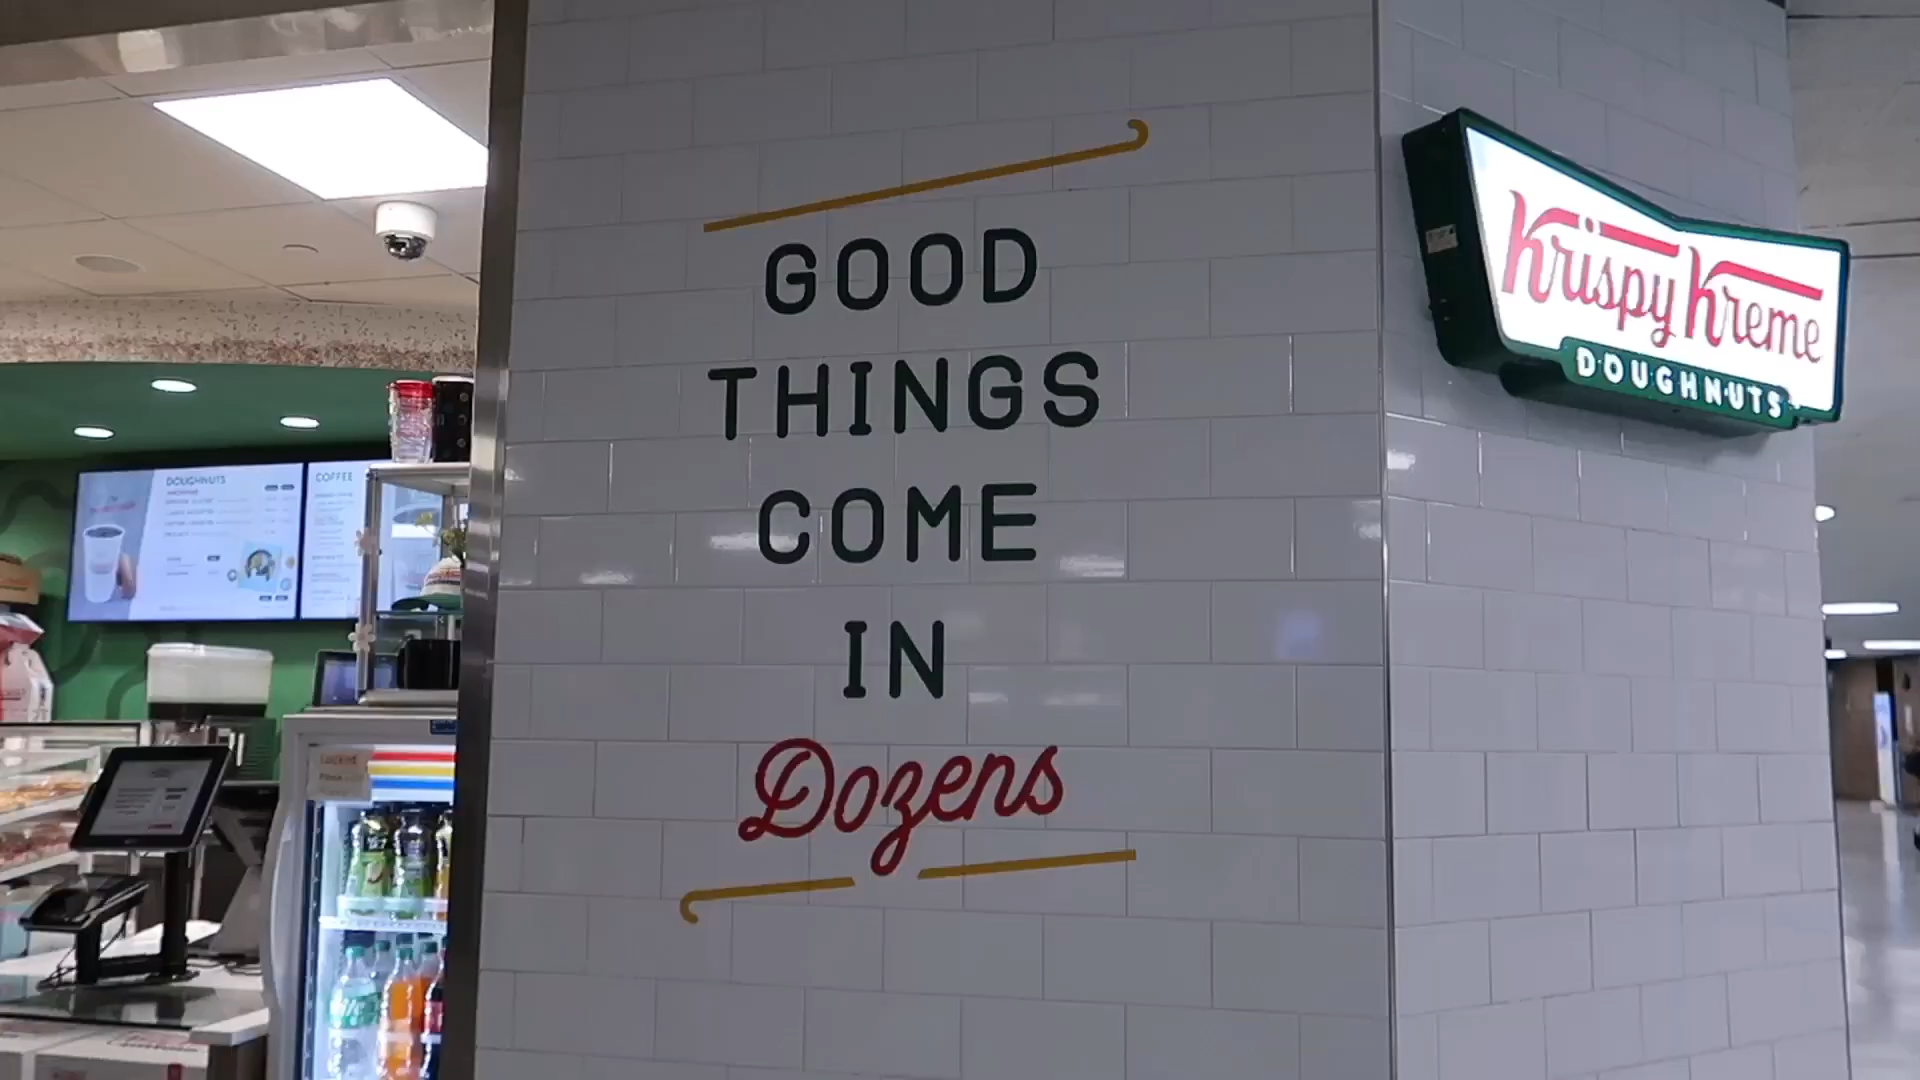 GOOD
THINGS
COME
IN
Dozens
Krispy Kreme
DOUGHNUTS
DOUGHNUTS
COFFEE